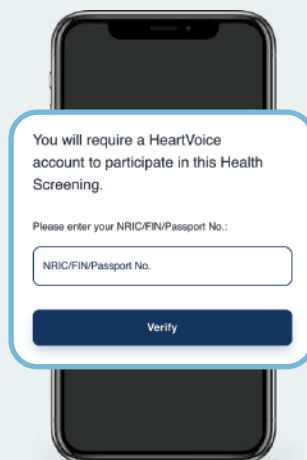 You will require a HeartVoice
account to participate in this Health
Screening.
Please enter your NRIC/FIN/Passport No.:
NRIC/FIN/Passport No.
Verify